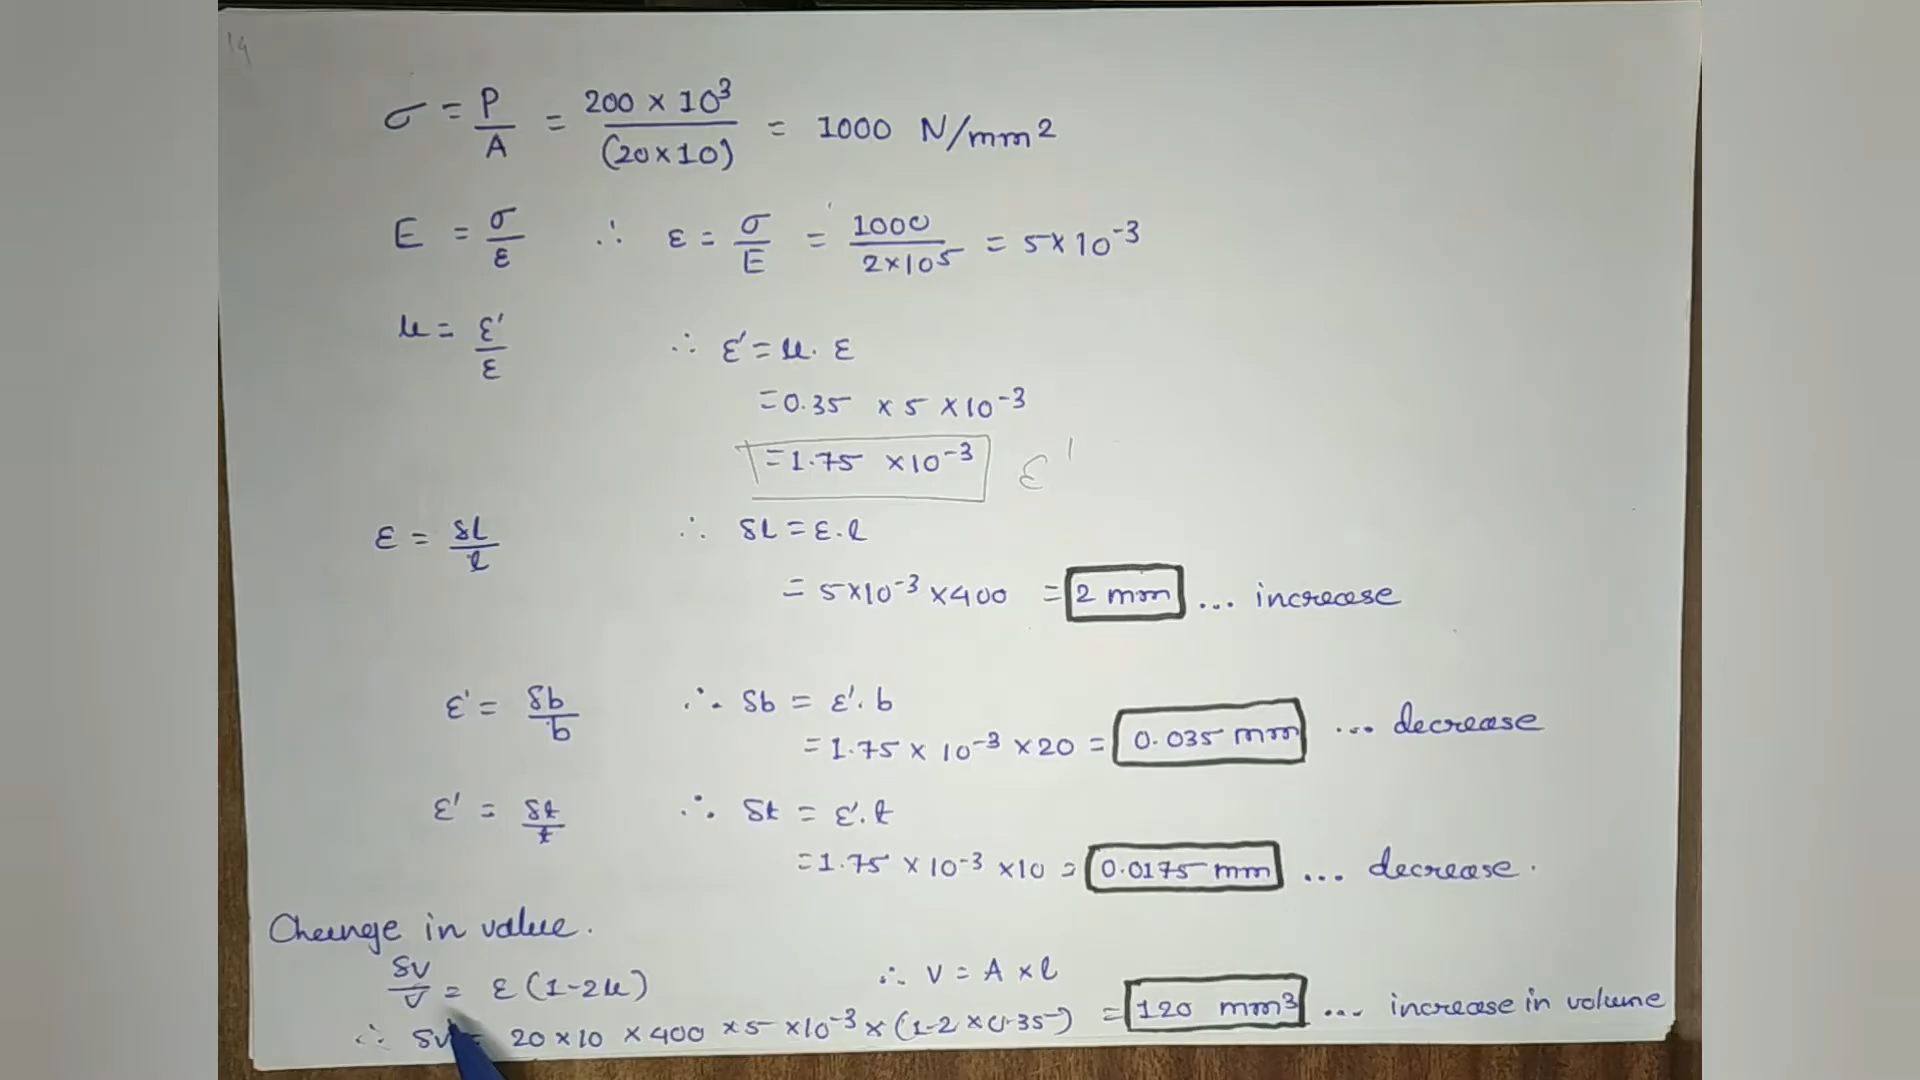 14
σ = P/A = 200 × 10³/(20×10) = 1000 N/mm²
E = σ/ε ∴ ε = σ/E = 1000/2×10⁵ = 5×10⁻³
μ = ε'/ε ∴ ε' = μ. ε
= 0.35 × 5 × 10⁻³
= 1.75 × 10⁻³ ε'
ε = δL/l ∴ δL = ε.l
= 5×10⁻³ × 400 = 2 mm ... increase
ε' = δb/b ∴ δb = ε'. b
= 1.75 × 10⁻³ × 20 = 0.035 mm ... decrease
ε' = δt/t ∴ δt = ε'. t
= 1.75 × 10⁻³ × 10 = 0.0175 mm ... decrease.
Change in value.
δV/V = ε (1-2μ) ∴ V = A × l
∴ δV = 20 × 10 × 400 × 5 × 10⁻³ × (1-2 × 0.35) = 120 mm³ ... increase in volume